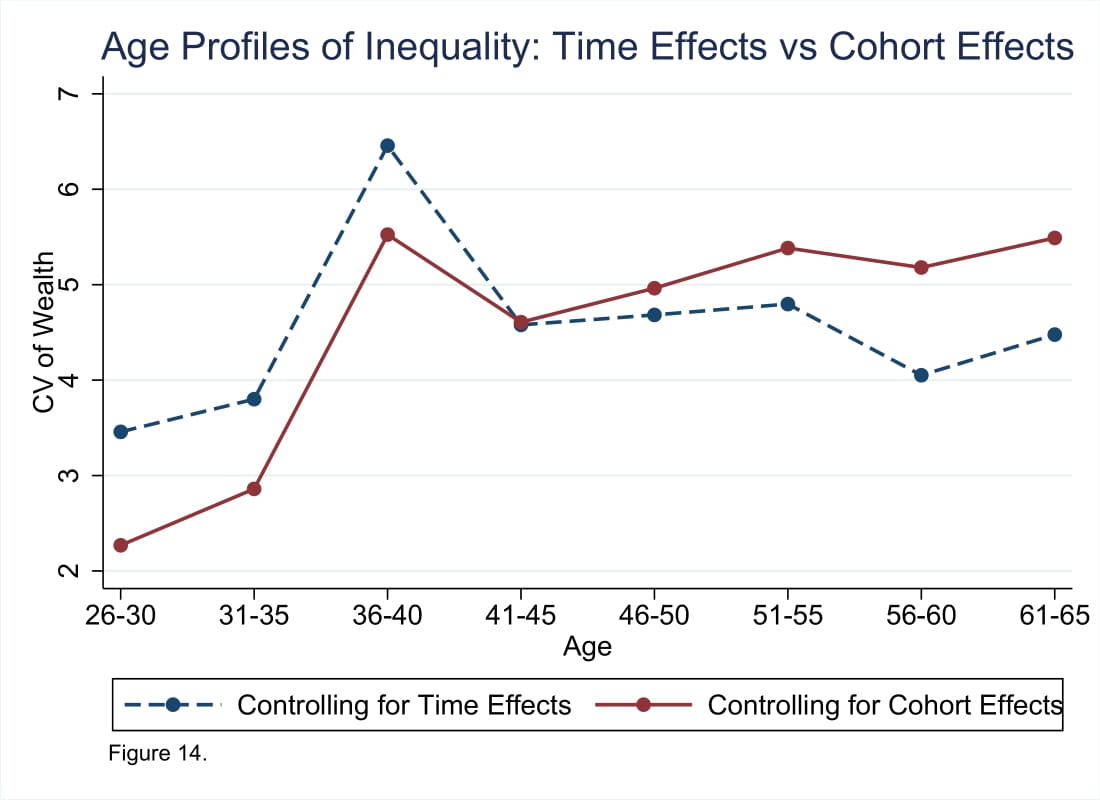 Age Profiles of Inequality: Time Effects vs Cohort Effects
7
6
5
4
3
2
CV of Wealth
26-30 31-35 36-40 41-45 46-50 51-55 56-60 61-65
Age
Controlling for Time Effects Controlling for Cohort Effects
Figure 14.